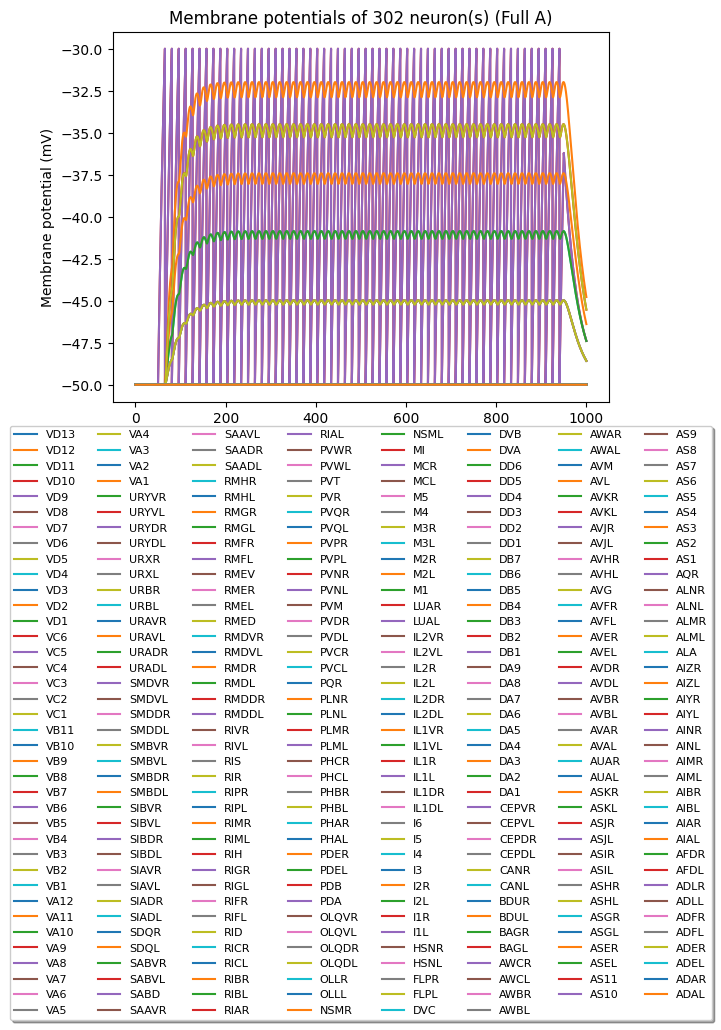 Membrane potentials of 302 neuron(s) (Full A)
Membrane potential (mV)
−30.0
−32.5
−35.0
−37.5
−40.0
−42.5
−45.0
−47.5
−50.0
0 200 400 600 800 1000
VD13 VA4 SAAVL RIAL NSML DVB AWAR AS9
VD12 VA3 SAADR PVWR MI DVA AWAL AS8
VD11 VA2 SAADL PVWL MCR DD6 AVM AS7
VD10 VA1 RMHR PVT MCL DD5 AVL AS6
VD9 URYVR RMHL PVR M5 DD4 AVKR AS5
VD8 URYVL RMGR PVQR M4 DD3 AVKL AS4
VD7 URYDR RMGL PVQL M3R DD2 AVJR AS3
VD6 URYDL RMFR PVPR M3L DD1 AVJL AS2
VD5 URXR RMFL PVPL M2R DB7 AVHR AS1
VD4 URXL RMEV PVNR M2L DB6 AVHL AQR
VD3 URBR RMER PVNL M1 DB5 AVG ALNR
VD2 URBL RMEL PVM LUAR DB4 AVFR ALNL
VD1 URAVR RMED PVDR LUAL DB3 AVFL ALMR
VC6 URAVL RMDVR PVDL IL2VR DB2 AVER ALML
VC5 URADR RMDVL PVCR IL2VL DB1 AVEL ALA
VC4 URADL RMDR PVCL IL2R DA9 AVDR AIZR
VC3 SMDVR RMDL PQR IL2L DA8 AVDL AIZL
VC2 SMDVL RMDDR PLNR IL2DR DA7 AVBR AIYR
VC1 SMDDR RMDDL PLNL IL2DL DA6 AVBL AIYL
VB11 SMDDL RIVR PLMR IL1VR DA5 AVAR AINR
VB10 SMBVR RIVL PLML IL1VL DA4 AVAL AINL
VB9 SMBVL RIS PHCR IL1R DA3 AUAR AIMR
VB8 SMBDR RIR PHCL IL1L DA2 AUAL AIML
VB7 SMBDL RIPR PHBR IL1DR DA1 ASKR AIBR
VB6 SIBVR RIPL PHBL IL1DL CEPVR ASKL AIBL
VB5 SIBVL RIMR PHAR I6 CEPVL ASJR AIAR
VB4 SIBDR RIML PHAL I5 CEPDR ASJL AIAL
VB3 SIBDL RIH PDER I4 CEPDL ASIR AFDR
VB2 SIAVR RIGR PDEL I3 CANR ASIL AFDL
VB1 SIAVL RIGL PDB I2R CANL ASHR ADLR
VA12 SIADR RIFR PDA I2L BDUR ASHL ADLL
VA11 SIADL RIFL OLQVR I1R BDUL ASGR ADFR
VA10 SDQR RID OLQVL I1L BAGR ASGL ADFL
VA9 SDQL RICR OLQDR HSNR BAGL ASER ADER
VA8 SABVR RICL OLQDL HSNL AWCR ASEL ADEL
VA7 SABVL RIBR OLLR FLPR AWCL AS11 ADAR
VA6 SABD RIBL OLLL FLPL AWBR AS10 ADAL
VA5 SAAVR RIAR NSMR DVC AWBL